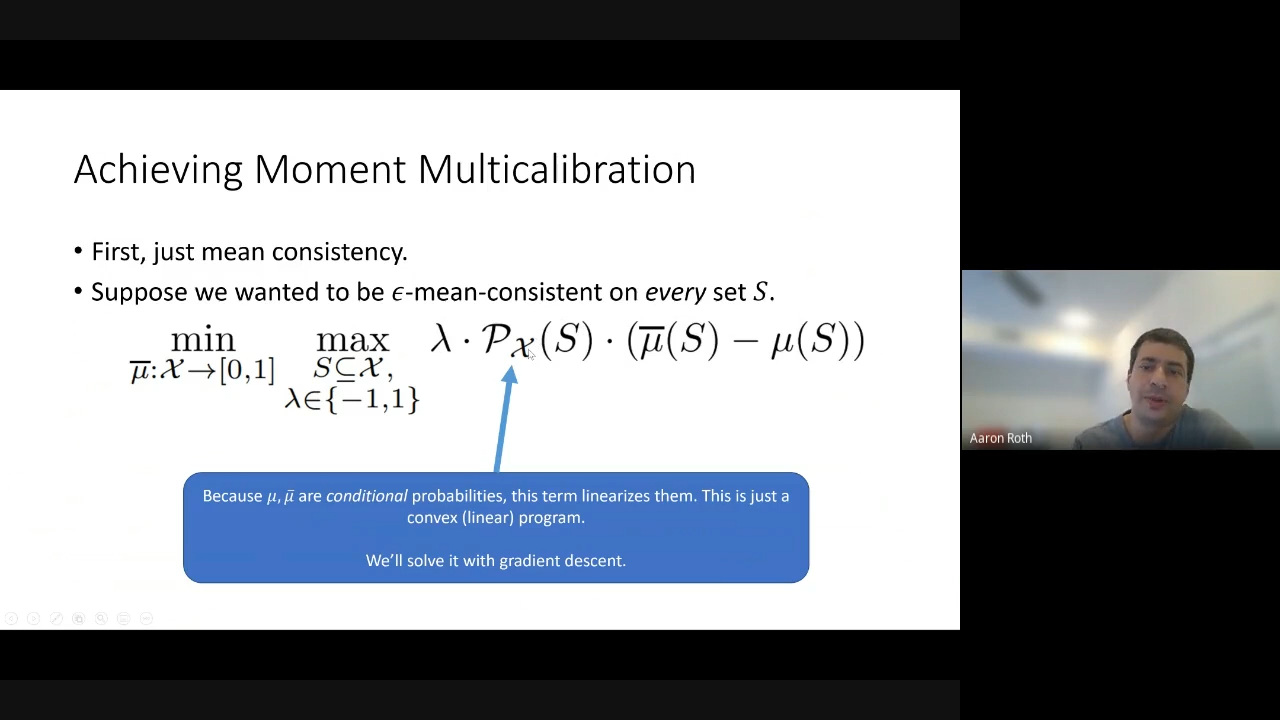 Achieving Moment Multicalibration
• First, just mean consistency.
• Suppose we wanted to be ϵ-mean-consistent on every set S.
min max λ · 𝒫_𝒳(S) · (μ̅(S) − μ(S))
μ̅:𝒳→[0,1] S⊆𝒳,
λ∈{−1,1}
Because μ, μ̅ are conditional probabilities, this term linearizes them. This is just a
convex (linear) program.
We’ll solve it with gradient descent.
Aaron Roth